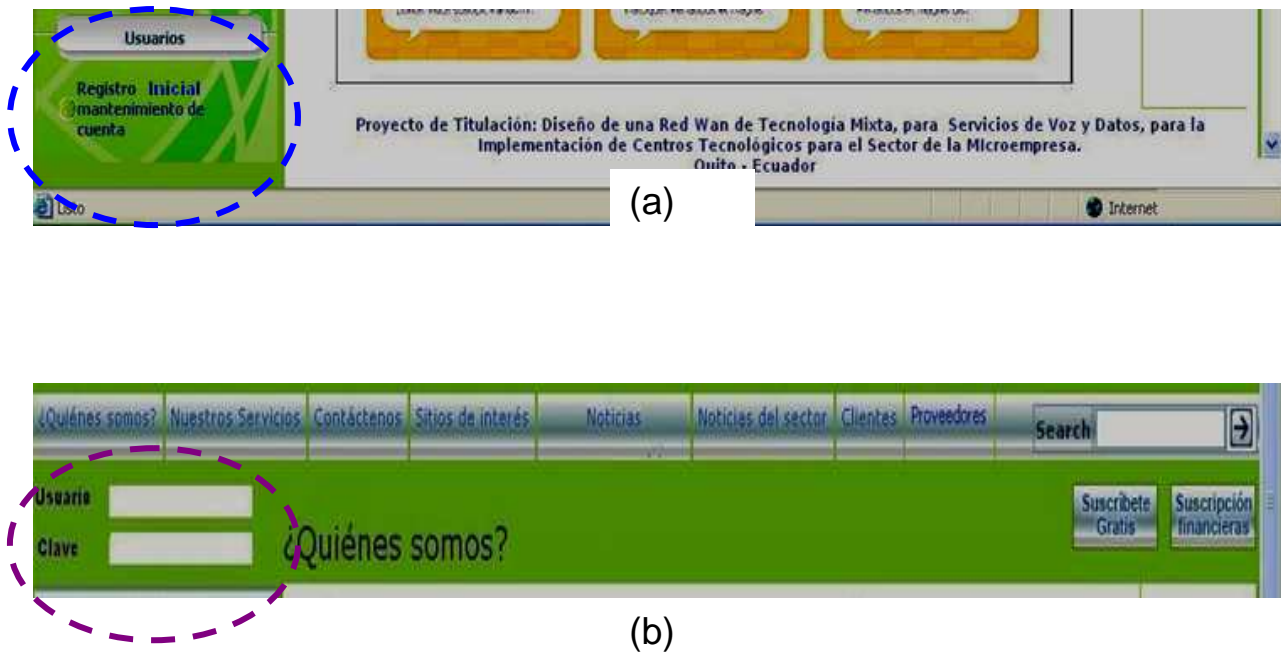 Usuarios
Registro Inicial
mantenimiento de
cuenta
Proyecto de Titulación: Diseño de una Red Wan de Tecnología Mixta, para Servicios de Voz y Datos, para la
Implementación de Centros Tecnológicos para el Sector de la MIcroempresa.
Quito - Ecuador
Listo
Internet
(a)
¿Quiénes somos? Nuestros Servicios Contáctenos Sitios de interés Noticias Noticias del sector Clientes Proveedores Search
Usuario
Clave
¿Quiénes somos?
Suscríbete
Gratis
Suscripción
financieras
(b)